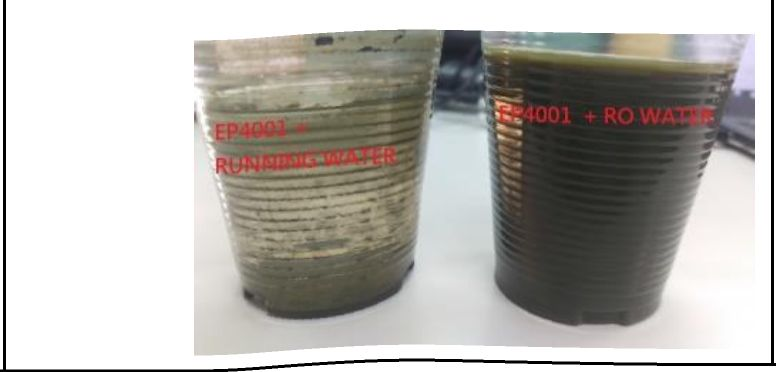 EP4001 +
RUNNING WATER
EP4001 + RO WATER